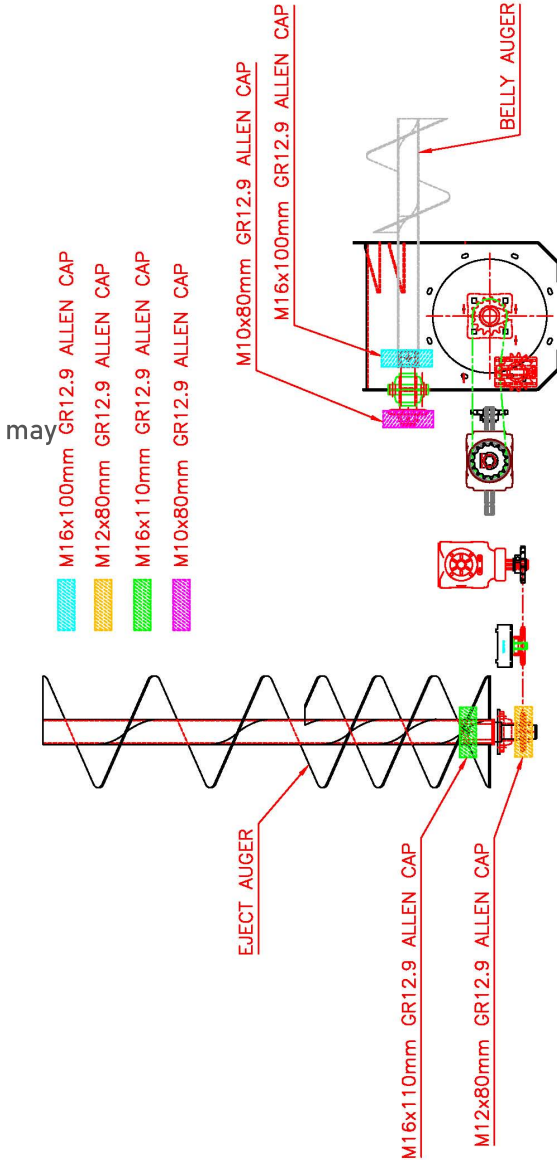 may
M16x100mm GR12.9 ALLEN CAP
M12x80mm GR12.9 ALLEN CAP
M16x110mm GR12.9 ALLEN CAP
M10x80mm GR12.9 ALLEN CAP
M10x80mm GR12.9 ALLEN CAP
M16x100mm GR12.9 ALLEN CAP
BELLY AUGER
EJECT AUGER
M16x110mm GR12.9 ALLEN CAP
M12x80mm GR12.9 ALLEN CAP